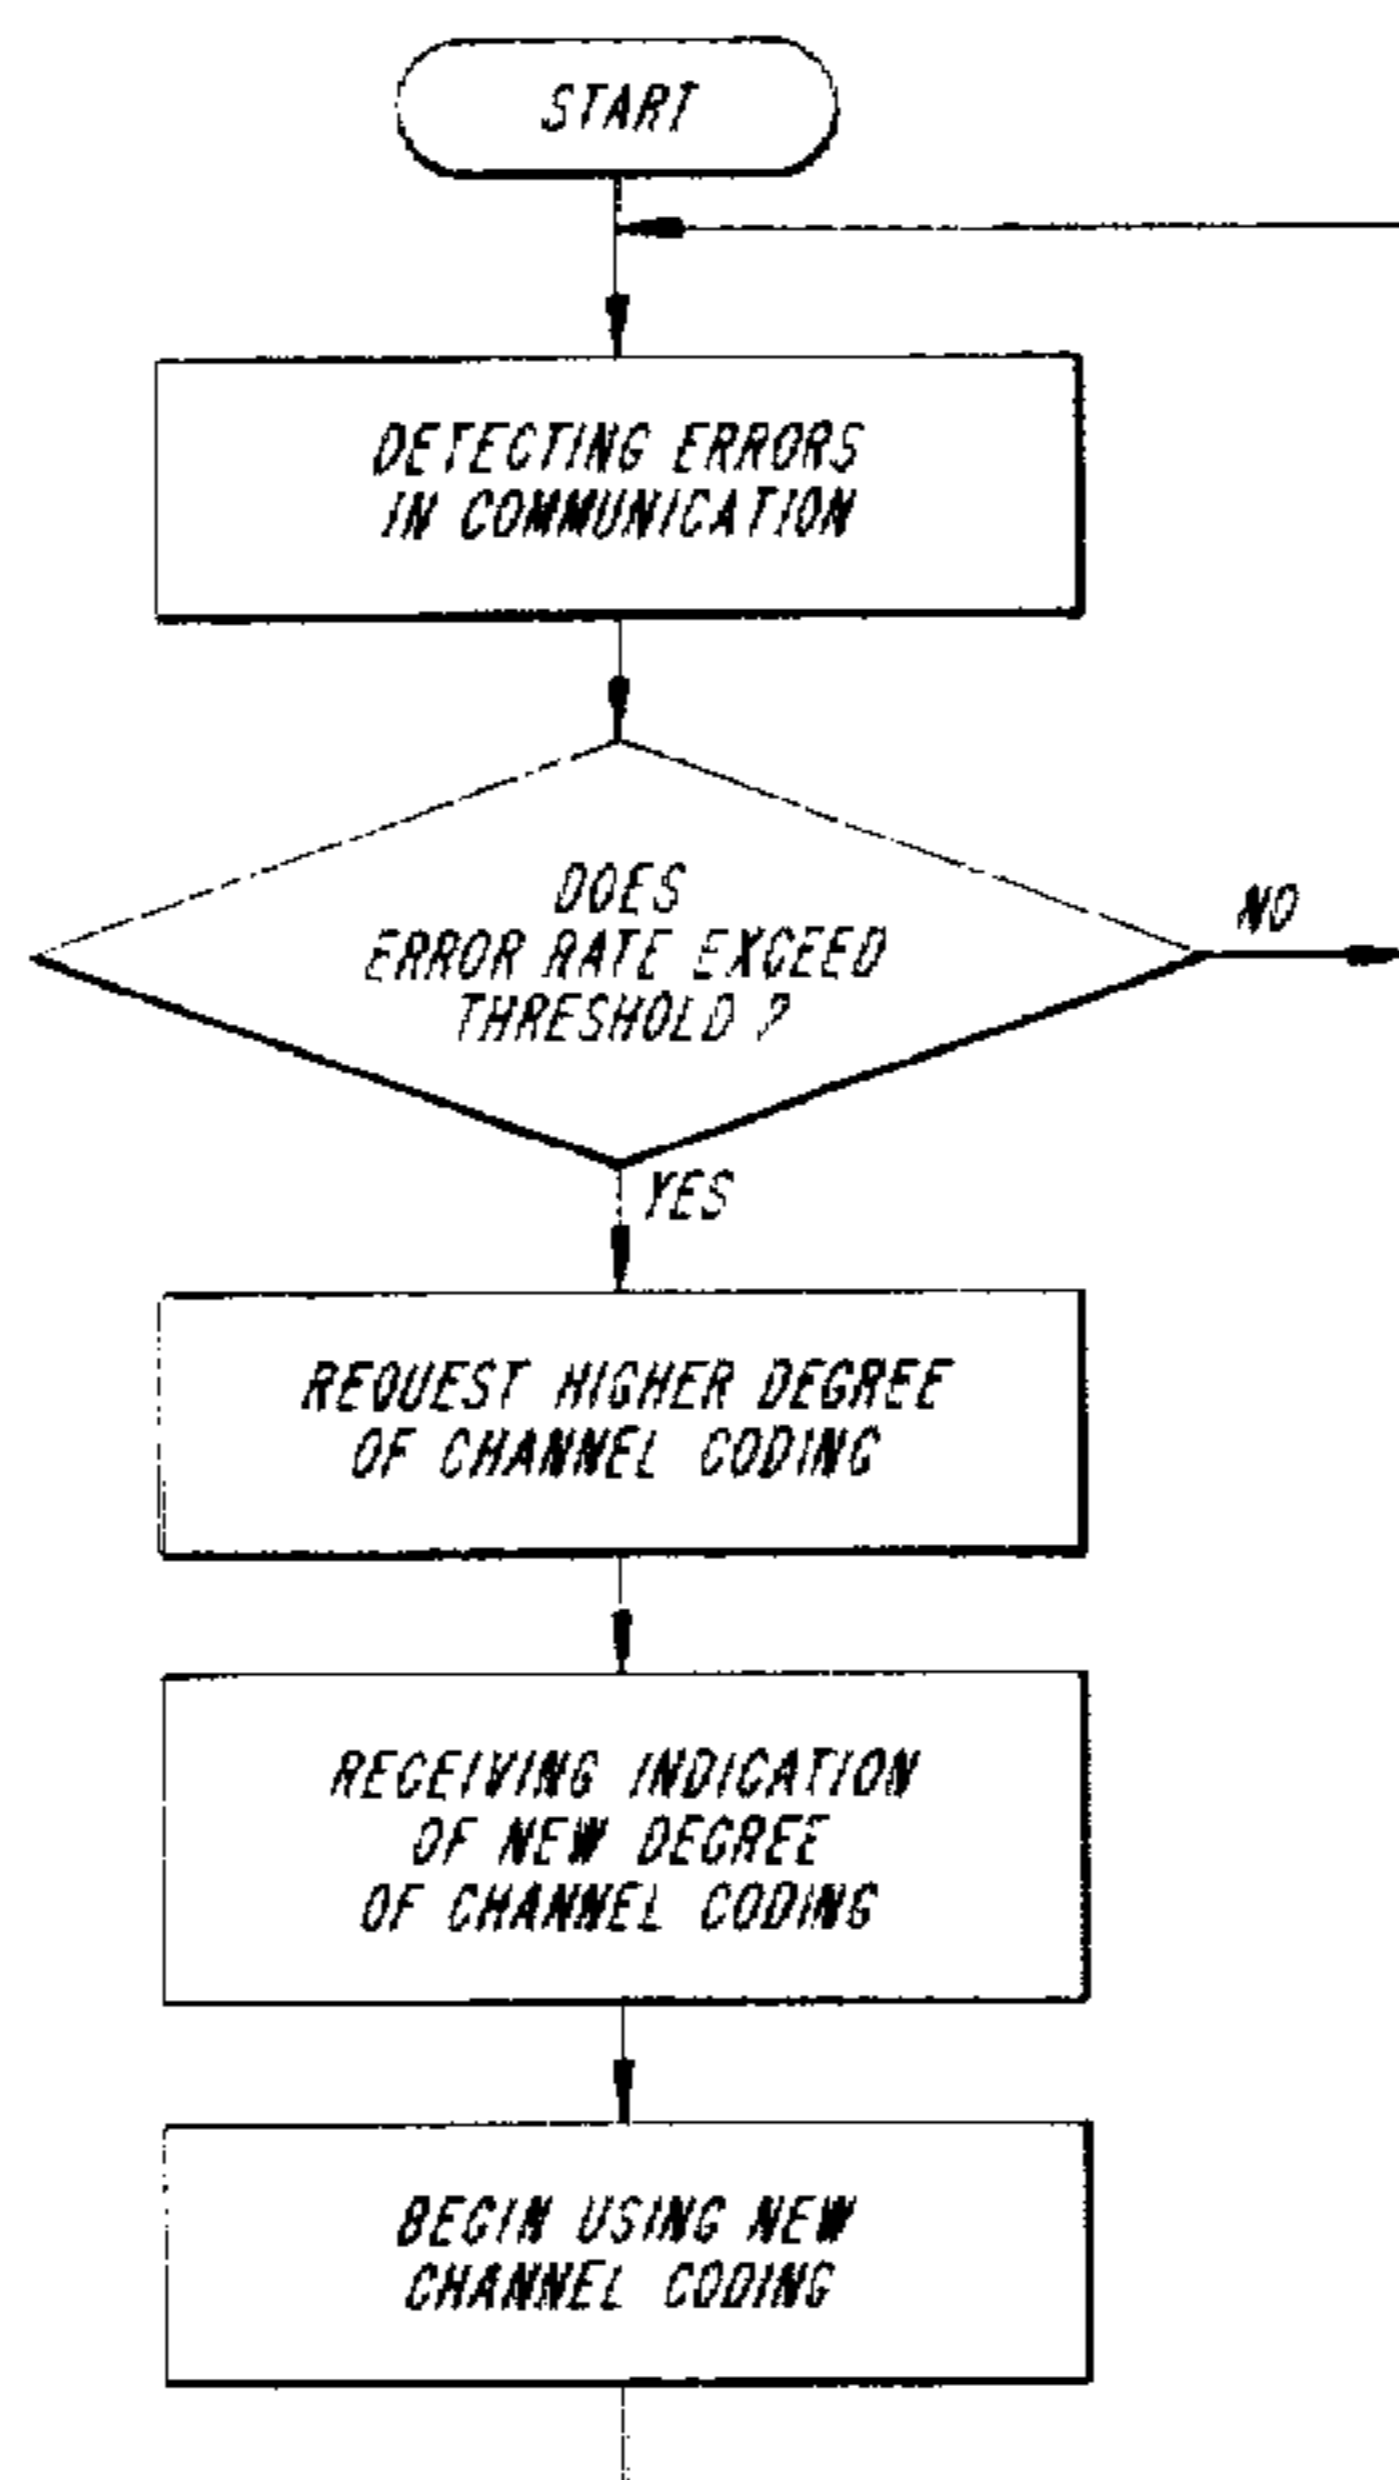 START
DETECTING ERRORS
IN COMMUNICATION
DOES
ERROR RATE EXCEED
THRESHOLD ?
NO
YES
REQUEST HIGHER DEGREE
OF CHANNEL CODING
RECEIVING INDICATION
OF NEW DEGREE
OF CHANNEL CODING
BEGIN USING NEW
CHANNEL CODING